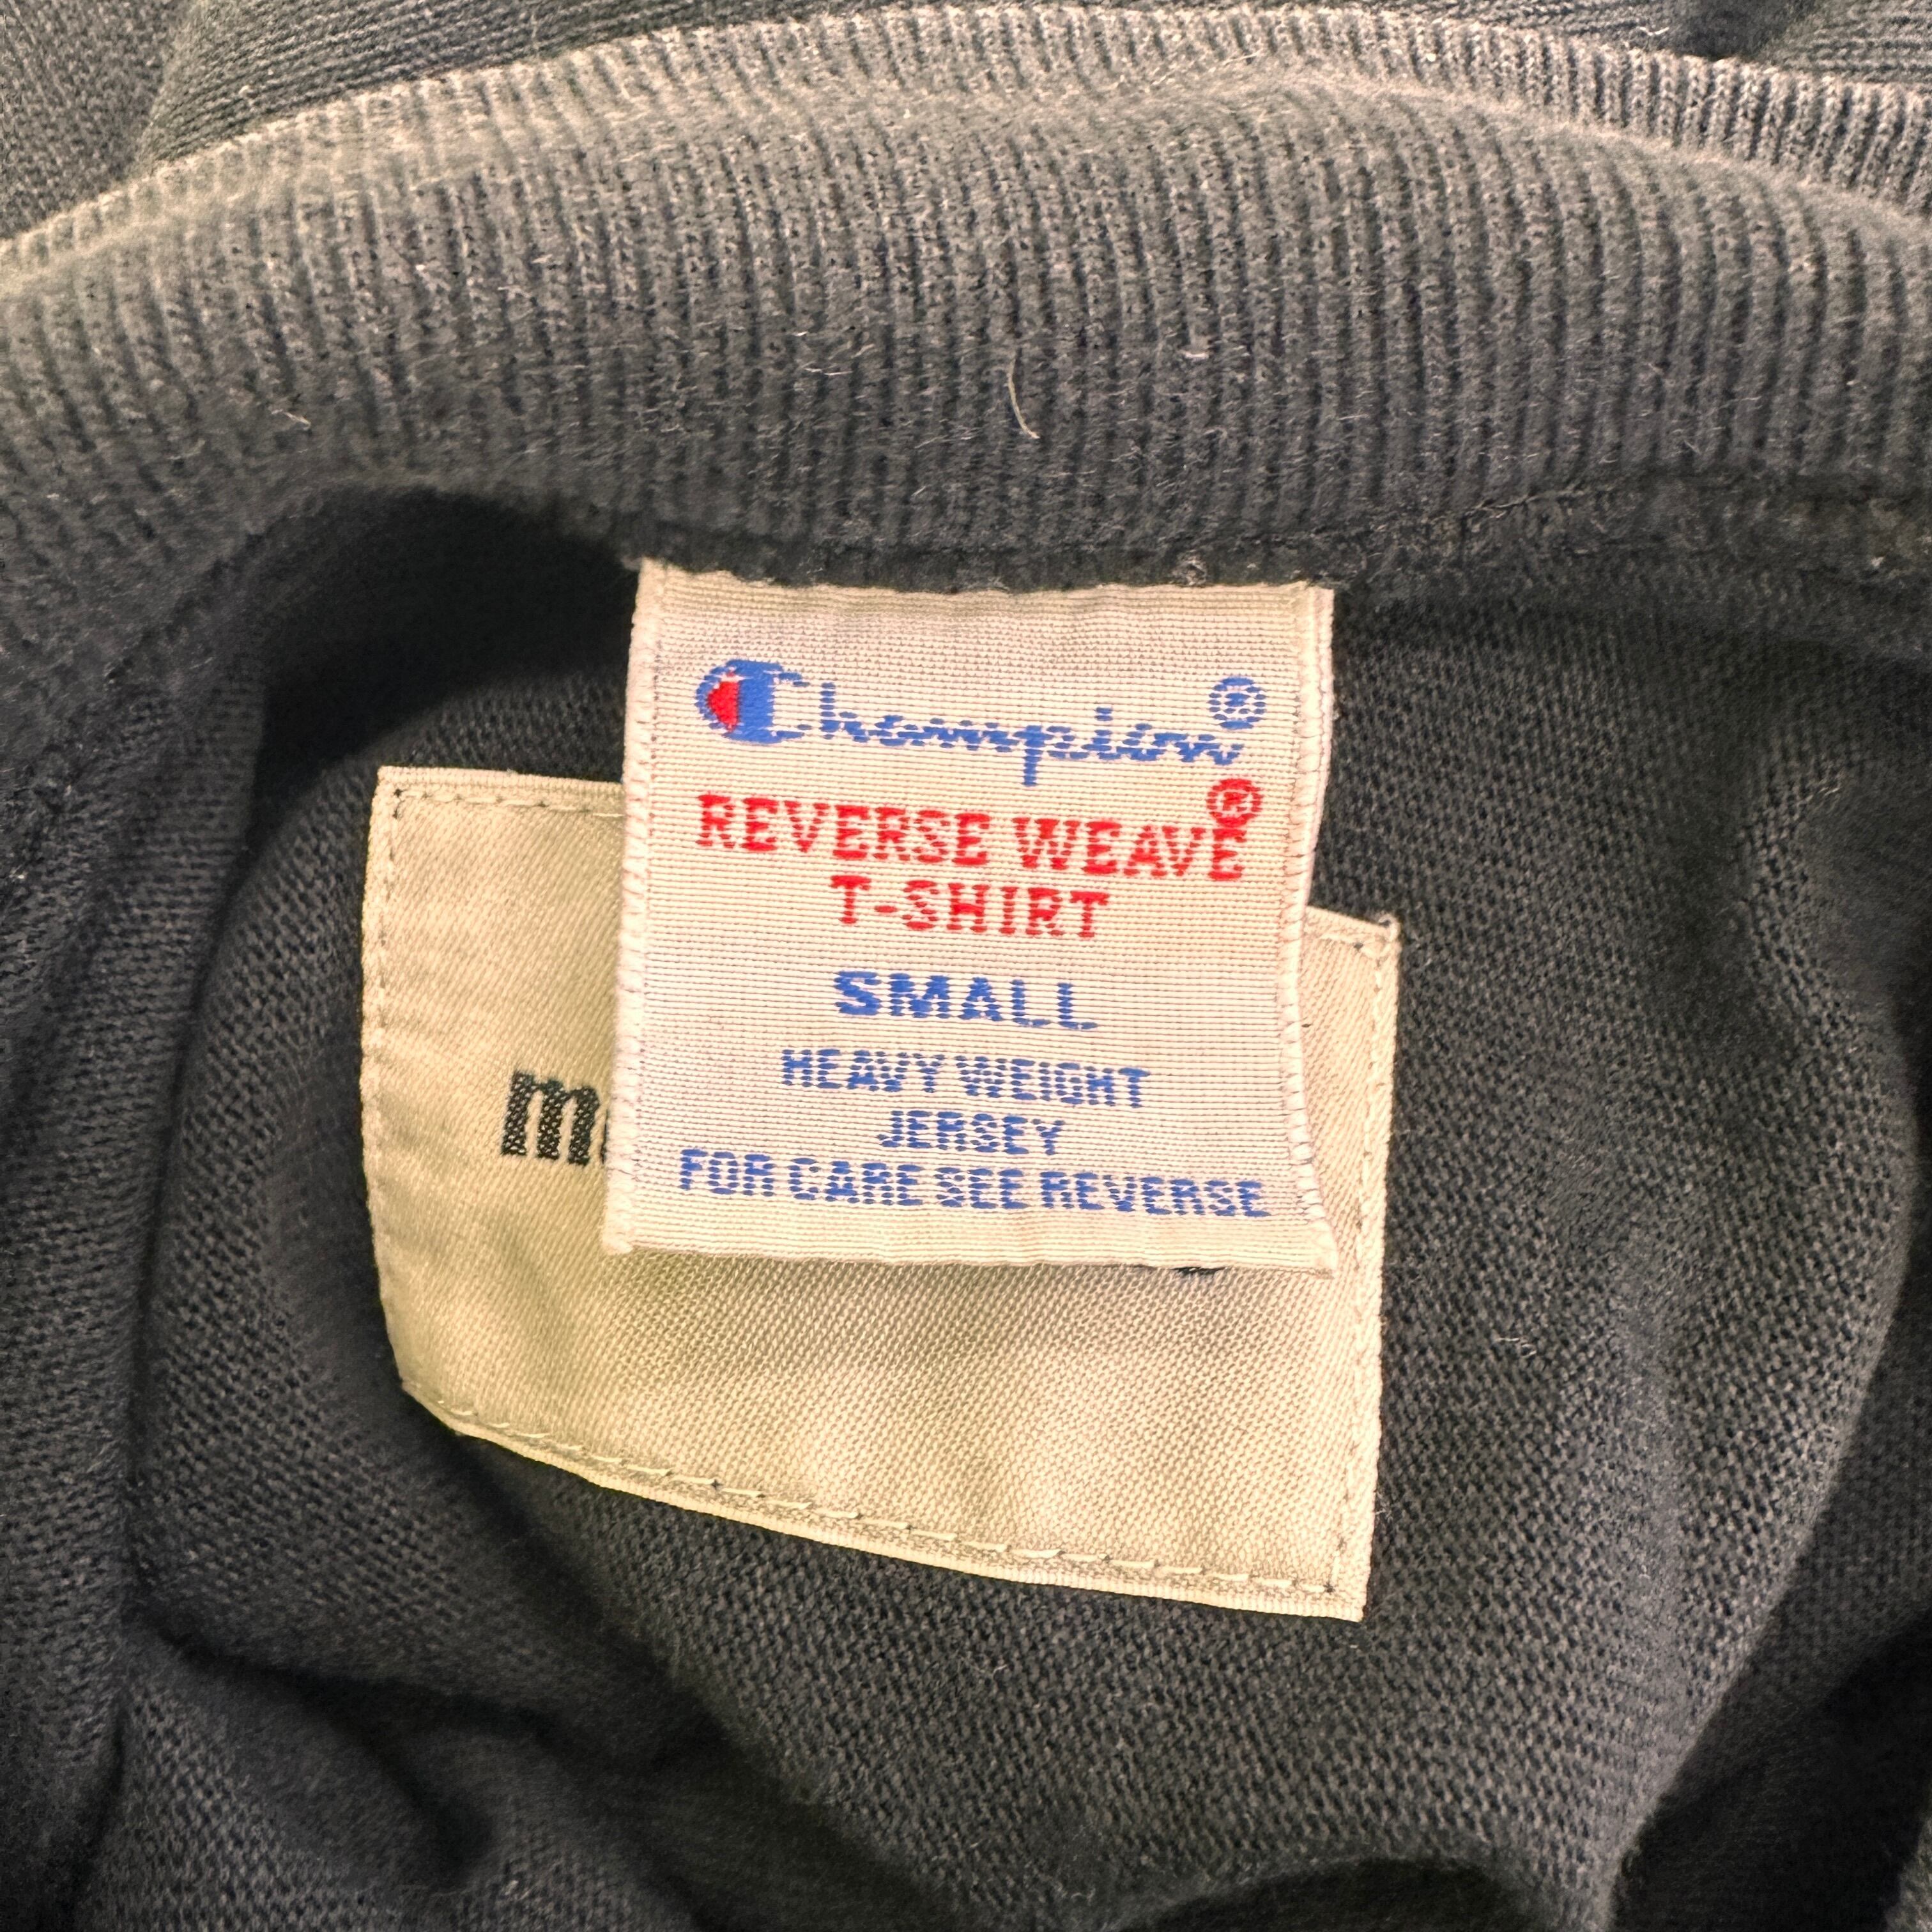 Champion®
REVERSE WEAVE®
T-SHIRT
SMALL
HEAVY WEIGHT
JERSEY
FOR CARE SEE REVERSE